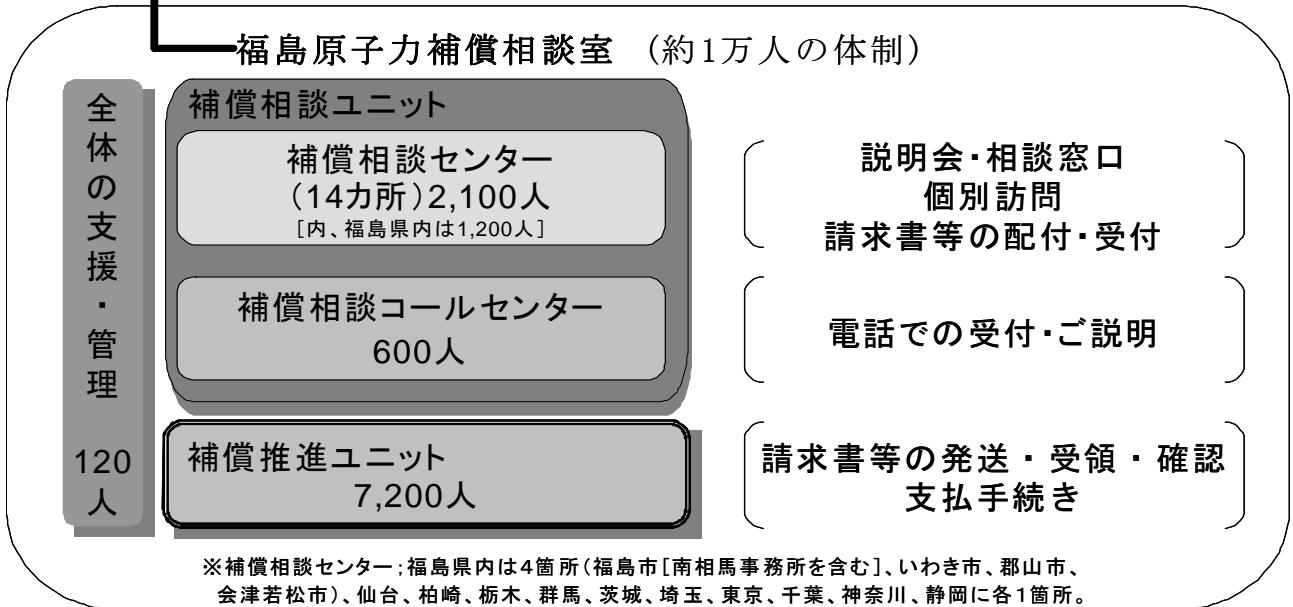 福島原子力補償相談室 (約1万人の体制)
全体の支援・管理 120人
補償相談ユニット
補償相談センター
(14カ所)2,100人
[内、福島県内は1,200人]
説明会・相談窓口
個別訪問
請求書等の配付・受付
補償相談コールセンター
600人
電話での受付・ご説明
補償推進ユニット
7,200人
請求書等の発送・受領・確認
支払手続き
※補償相談センター;福島県内は4箇所(福島市[南相馬事務所を含む]、いわき市、郡山市、
会津若松市)、仙台、柏崎、栃木、群馬、茨城、埼玉、東京、千葉、神奈川、静岡に各1箇所。